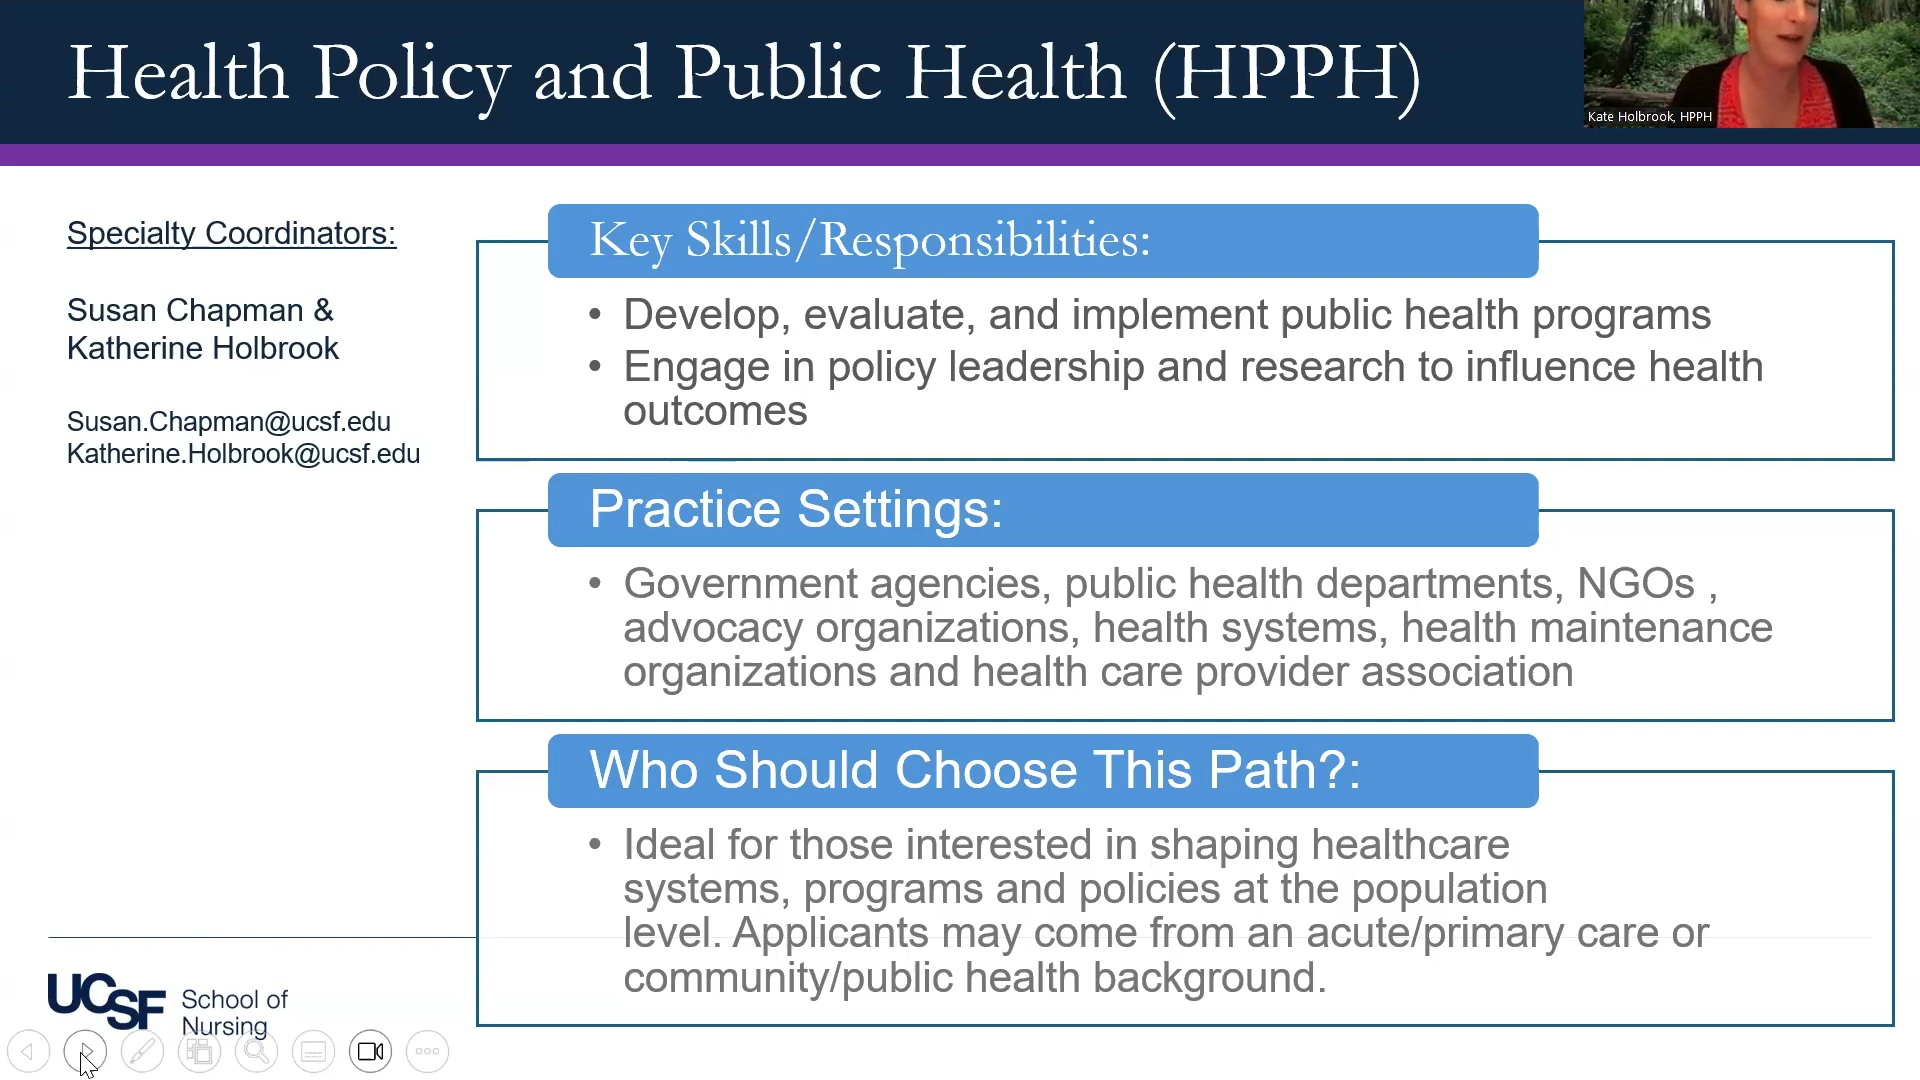 Health Policy and Public Health (HPPH)
Kate Holbrook, HPPH
Specialty Coordinators:
Susan Chapman &
Katherine Holbrook
Susan.Chapman@ucsf.edu
Katherine.Holbrook@ucsf.edu
Key Skills/Responsibilities:
• Develop, evaluate, and implement public health programs
• Engage in policy leadership and research to influence health
outcomes
Practice Settings:
• Government agencies, public health departments, NGOs ,
advocacy organizations, health systems, health maintenance
organizations and health care provider association
Who Should Choose This Path?:
• Ideal for those interested in shaping healthcare
systems, programs and policies at the population
level. Applicants may come from an acute/primary care or
community/public health background.
UCSF School of
Nursing